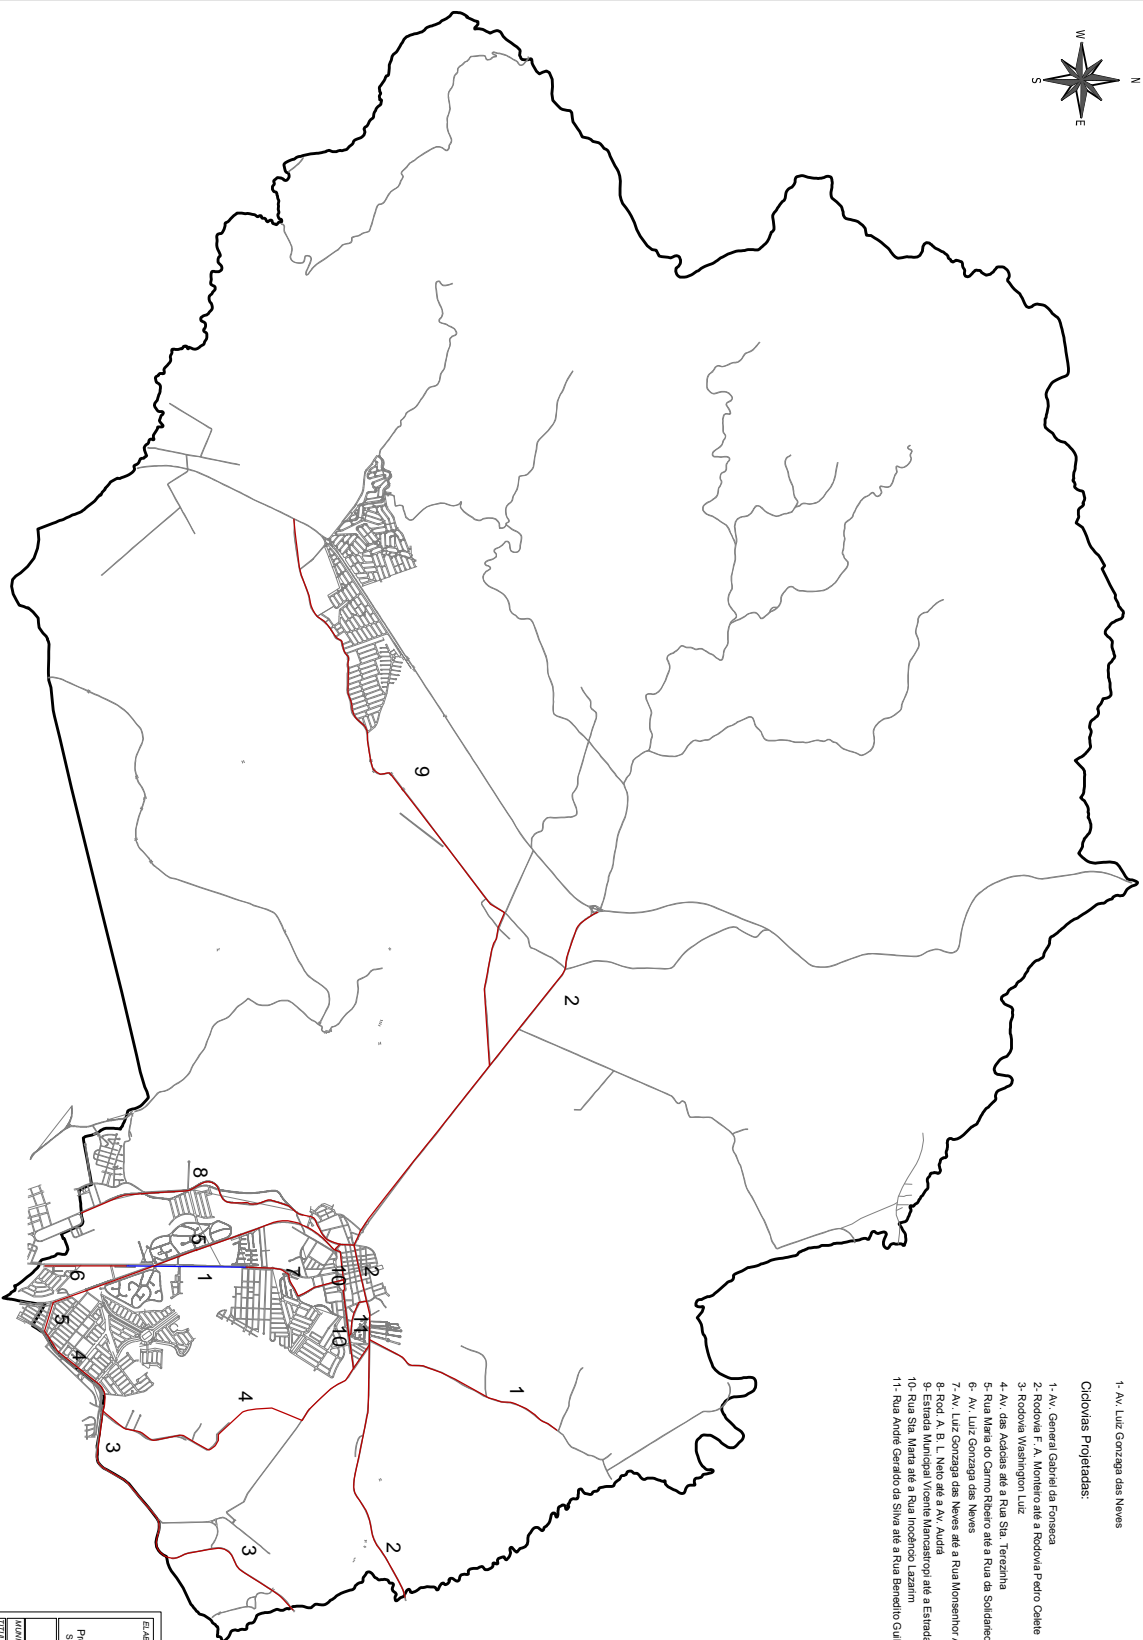 W
N
S
E
1- Av. Luiz Gonzaga das Neves
Ciclovias Projetadas:
1- Av. General Gabriel da Fonseca
2- Rodovia F. A. Monteiro até a Rodovia Pedro Celete
3- Rodovia Washington Luiz
4- Av. das Acácias até a Rua Sta. Terezinha
5- Rua Maria do Carmo Ribeiro até a Rua da Solidaried
6- Av. Luiz Gonzaga das Neves
7- Av. Luiz Gonzaga das Neves até a Rua Monsenhor
8- Rod. A. B. L. Neto até a Av. Audrá
9- Estrada Municipal Vicente Mancastropi até a Estrada
10- Rua Sta. Marta até a Rua Inocêncio Lazarim
11- Rua André Geraldo da Silva até a Rua Benedito Gui
9
2
8
5
1
6
7
10
2
11
10
5
4
4
1
3
3
2